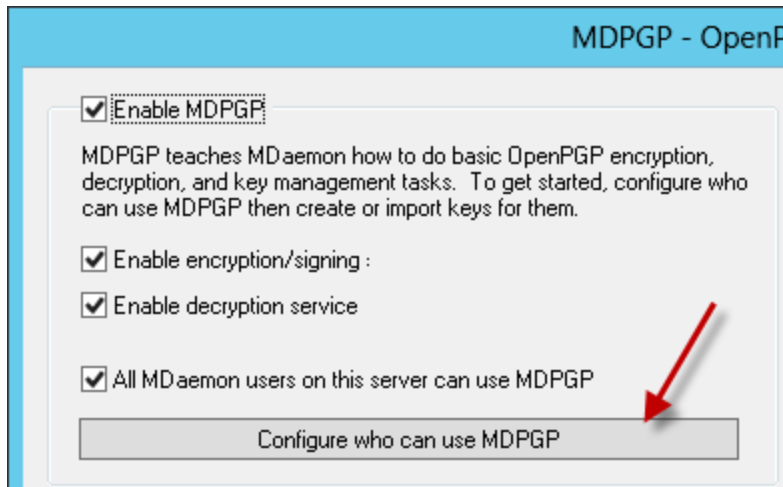 MDPGP - OpenP
Enable MDPGP
MDPGP teaches MDaemon how to do basic OpenPGP encryption,
decryption, and key management tasks. To get started, configure who
can use MDPGP then create or import keys for them.
Enable encryption/signing :
Enable decryption service
All MDaemon users on this server can use MDPGP
Configure who can use MDPGP